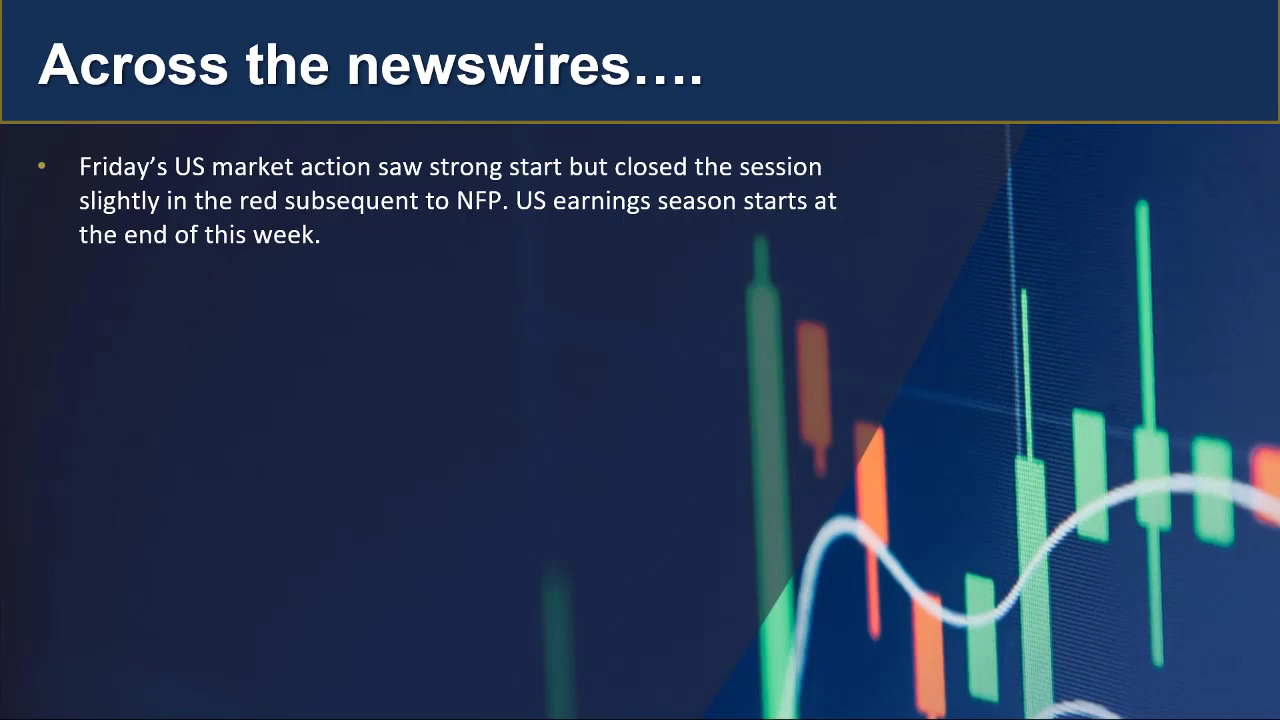 Across the newswires….
• Friday’s US market action saw strong start but closed the session
slightly in the red subsequent to NFP. US earnings season starts at
the end of this week.